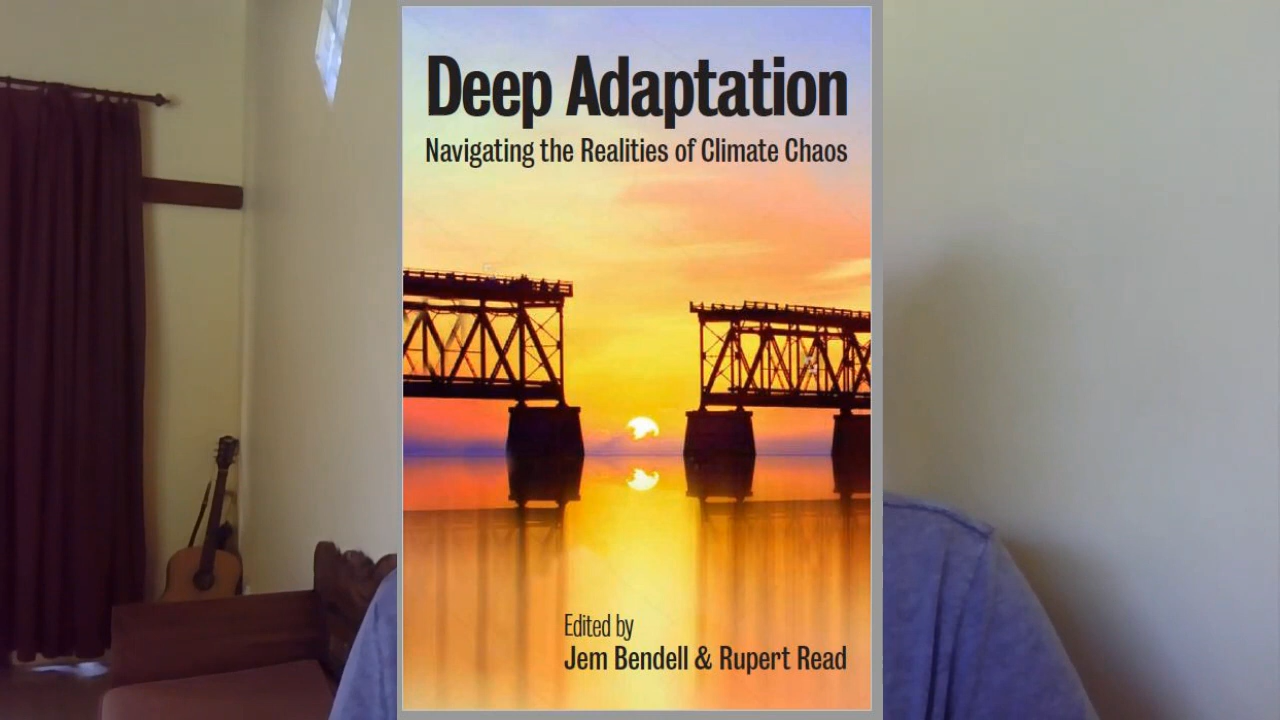 Deep Adaptation
Navigating the Realities of Climate Chaos
Edited by
Jem Bendell & Rupert Read